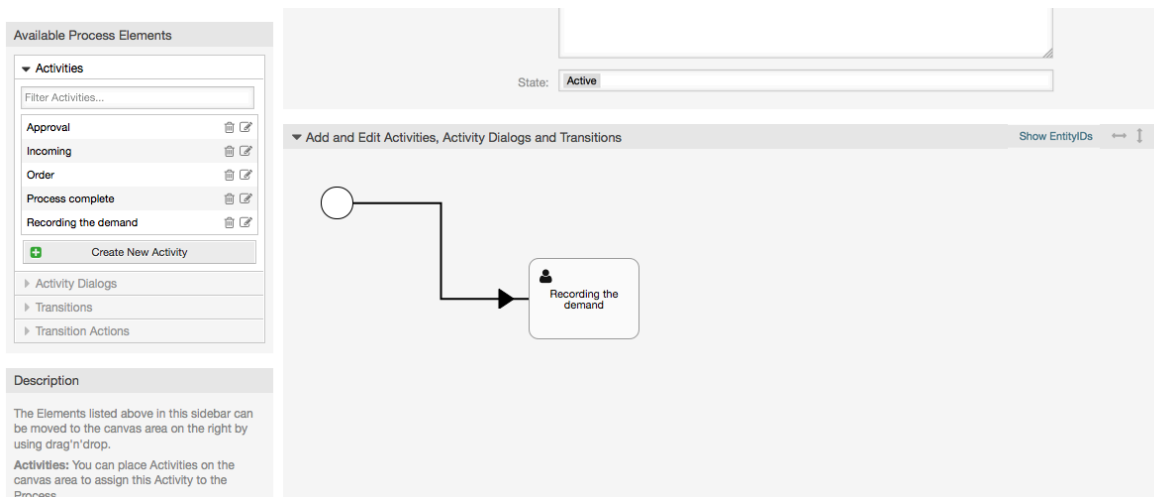 Available Process Elements
Activities
Filter Activities...
Approval
Incoming
Order
Process complete
Recording the demand
Create New Activity
Activity Dialogs
Transitions
Transition Actions
Description
The Elements listed above in this sidebar can
be moved to the canvas area on the right by
using drag'n'drop.
Activities: You can place Activities on the
canvas area to assign this Activity to the
Process.
State: Active
Add and Edit Activities, Activity Dialogs and Transitions
Show EntityIDs
Recording the
demand